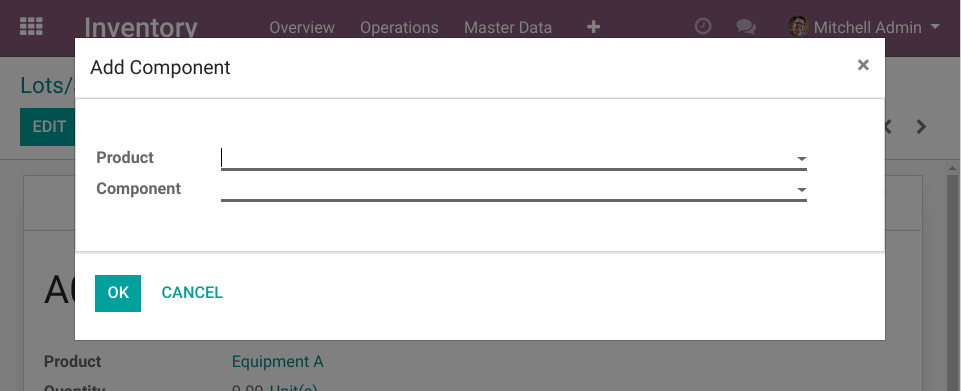 Inventory Overview Operations Master Data + Mitchell Admin
Add Component ×
Lots/
EDIT
Product
Component
OK CANCEL
Product Equipment A
Quantity 0.00 Unit(s)